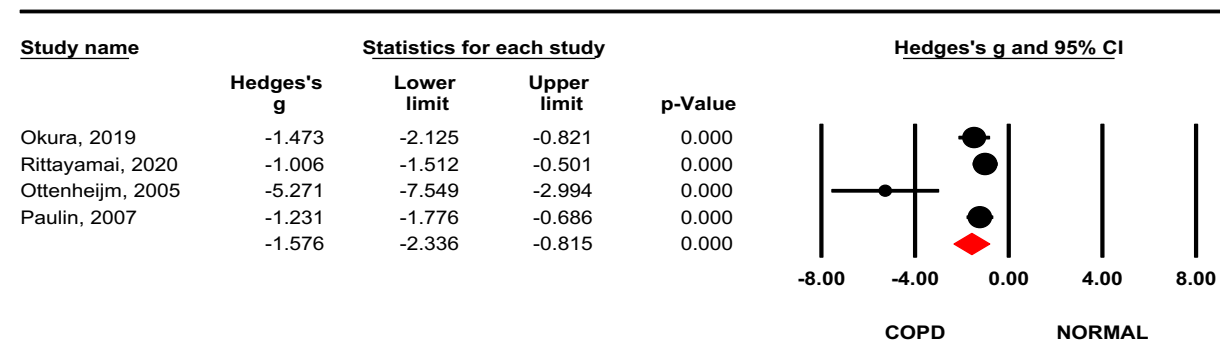 Study name Statistics for each study Hedges's g and 95% CI
Hedges's Lower Upper
g limit limit p-Value
Okura, 2019 -1.473 -2.125 -0.821 0.000
Rittayamai, 2020 -1.006 -1.512 -0.501 0.000
Ottenheijm, 2005 -5.271 -7.549 -2.994 0.000
Paulin, 2007 -1.231 -1.776 -0.686 0.000
-1.576 -2.336 -0.815 0.000
-8.00 -4.00 0.00 4.00 8.00
COPD NORMAL